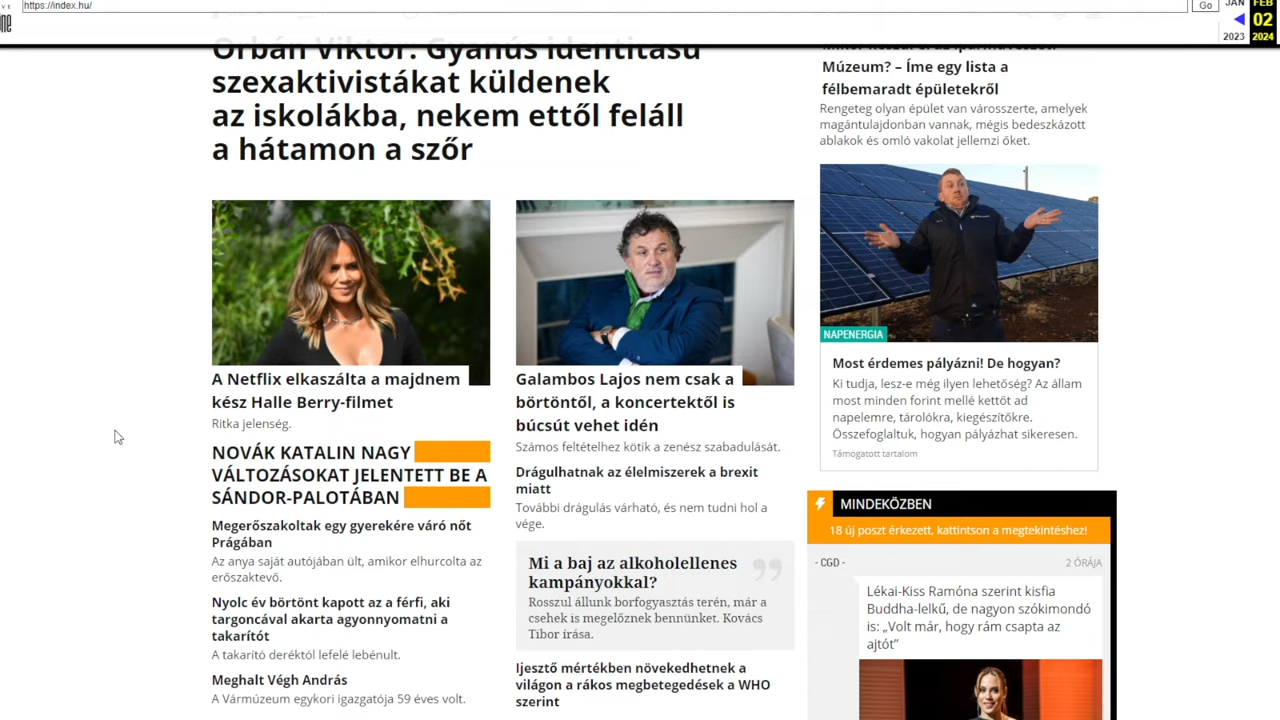 https://index.hu/
Go
JAN
FEB
02
2023
2024
Orbán Viktor: Gyanús identitású
szexaktivistákat küldenek
az iskolákba, nekem ettől feláll
a hátamon a szőr
A Netflix elkaszálta a majdnem
kész Halle Berry-filmet
Ritka jelenség.
NOVÁK KATALIN NAGY
VÁLTOZÁSOKAT JELENTETT BE A
SÁNDOR-PALOTÁBAN
Megerőszakoltak egy gyerekére váró nőt
Prágában
Az anya saját autójában ült, amikor elhurcolta az
erőszaktevő.
Nyolc év börtönt kapott az a férfi, aki
targoncával akarta agyonnyomatni a
takarítót
A takarító deréktól lefelé lebénult.
Meghalt Végh András
A Vármúzeum egykori igazgatója 59 éves volt.
Galambos Lajos nem csak a
börtöntől, a koncertektől is
búcsút vehet idén
Számos feltételhez kötik a zenész szabadulását.
Drágulhatnak az élelmiszerek a brexit
miatt
További drágulás várható, és nem tudni hol a
vége.
Mi a baj az alkoholellenes
kampányokkal?
Rosszul állunk borfogyasztás terén, már a
csehek is megelőznek bennünket. Kovács
Tibor írása.
Ijesztő mértékben növekedhetnek a
világon a rákos megbetegedések a WHO
szerint
Múzeum? – Íme egy lista a
félbemaradt épületekről
Rengeteg olyan épület van városszerte, amelyek
magántulajdonban vannak, mégis bedeszkázott
ablakok és omló vakolat jellemzi őket.
NAPENERGIA
Most érdemes pályázni! De hogyan?
Ki tudja, lesz-e még ilyen lehetőség? Az állam
most minden forint mellé kettőt ad
napelemre, tárolókra, kiegészítőkre.
Összefoglaltuk, hogyan pályázhat sikeresen.
Támogatott tartalom
MINDEKÖZBEN
18 új poszt érkezett, kattintson a megtekintéshez!
- CGD -
2 ÓRÁJA
Lékai-Kiss Ramóna szerint kisfia
Buddha-lelkű, de nagyon szókimondó
is: „Volt már, hogy rám csapta az
ajtót”